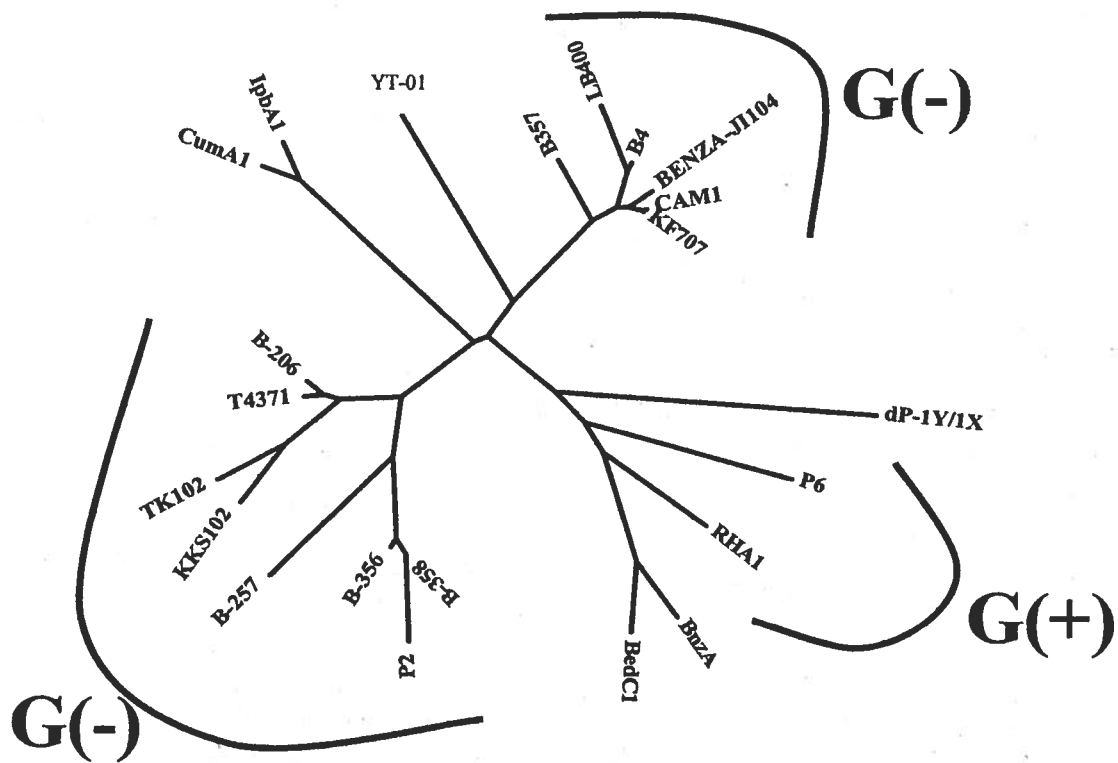 G(-)
LB400
YT-01
IpbA1
CumA1
B357
B4
BENZA-JI104
CAM1
KF707
B-206
T4371
dP-1Y/1X
P6
TK102
KKS102
RHA1
B-257
B-356
B-358
P2
BedC1
BnzA
G(+)
G(-)